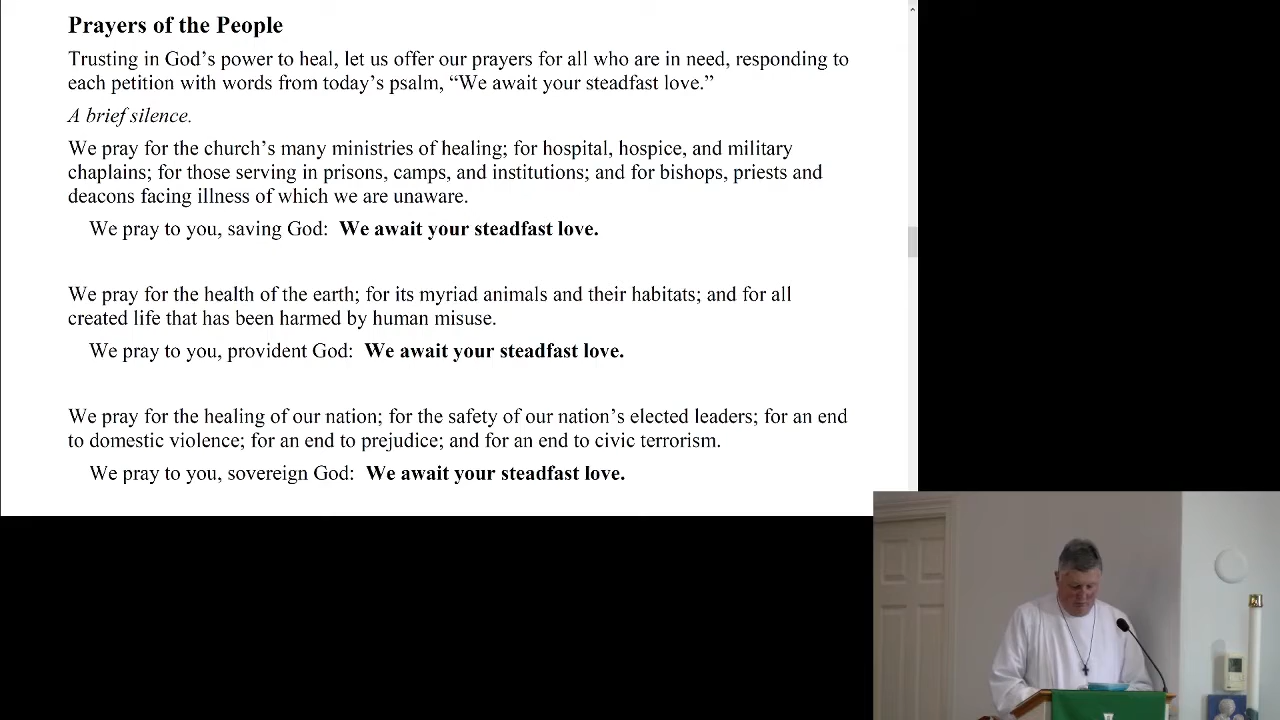 Prayers of the People
Trusting in God’s power to heal, let us offer our prayers for all who are in need, responding to
each petition with words from today’s psalm, “We await your steadfast love.”
A brief silence.
We pray for the church’s many ministries of healing; for hospital, hospice, and military
chaplains; for those serving in prisons, camps, and institutions; and for bishops, priests and
deacons facing illness of which we are unaware.
We pray to you, saving God: We await your steadfast love.
We pray for the health of the earth; for its myriad animals and their habitats; and for all
created life that has been harmed by human misuse.
We pray to you, provident God: We await your steadfast love.
We pray for the healing of our nation; for the safety of our nation’s elected leaders; for an end
to domestic violence; for an end to prejudice; and for an end to civic terrorism.
We pray to you, sovereign God: We await your steadfast love.